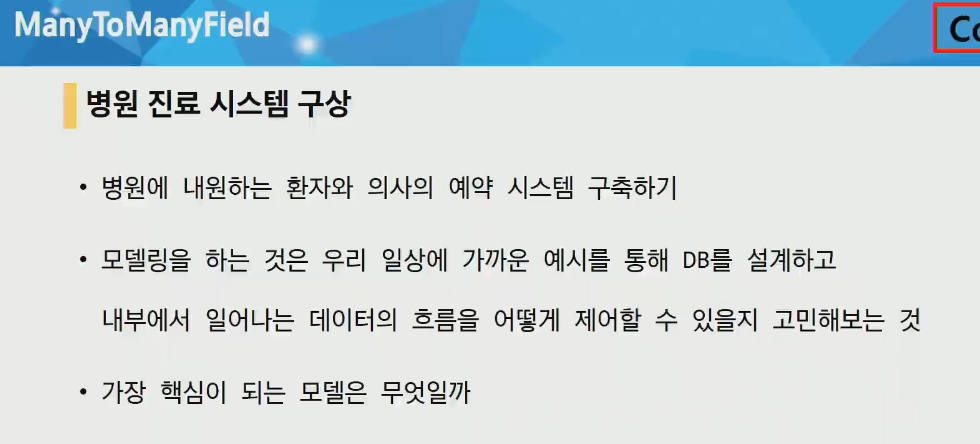 ManyToManyField
병원 진료 시스템 구상
• 병원에 내원하는 환자와 의사의 예약 시스템 구축하기
• 모델링을 하는 것은 우리 일상에 가까운 예시를 통해 DB를 설계하고
내부에서 일어나는 데이터의 흐름을 어떻게 제어할 수 있을지 고민해보는 것
• 가장 핵심이 되는 모델은 무엇일까